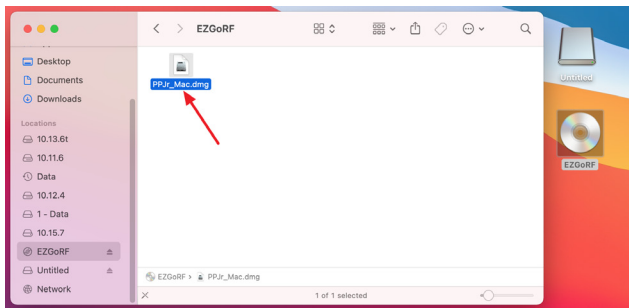 EZGoRF
Desktop
Documents
Downloads
Locations
10.13.6t
10.11.6
Data
10.12.4
1 - Data
10.15.7
EZGoRF
Untitled
Network
PPJr_Mac.dmg
EZGoRF › PPJr_Mac.dmg
1 of 1 selected
Untitled
EZGoRF